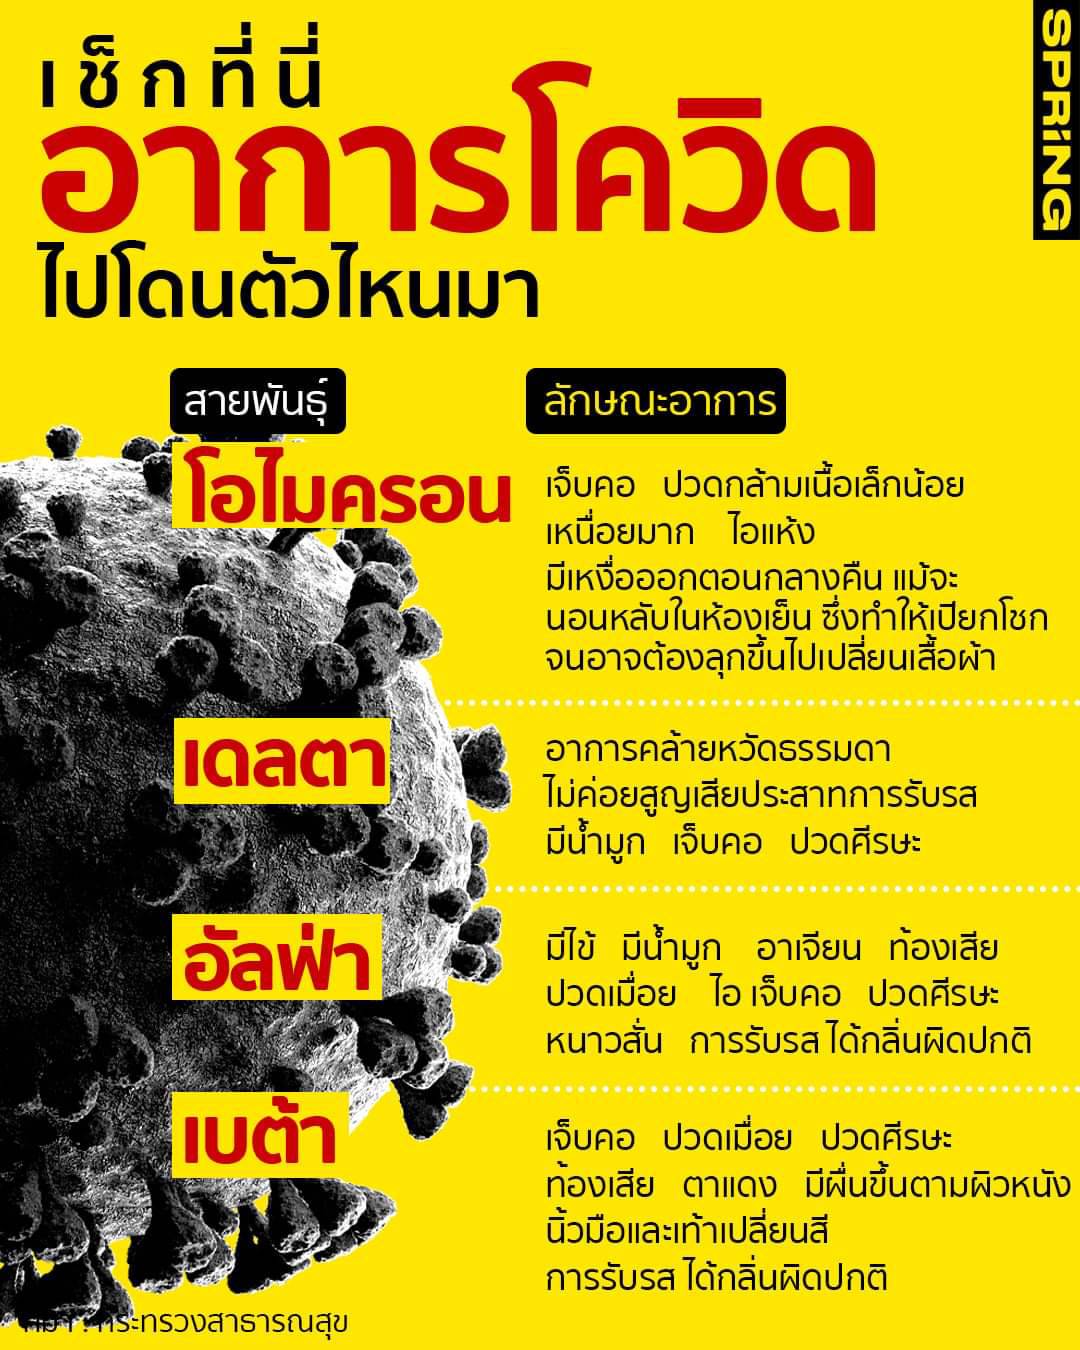 เช็กที่นี่
อาการโควิด
ไปโดนตัวไหนมา
SPRiNG
สายพันธุ์
ลักษณะอาการ
โอไมครอน
เจ็บคอ ปวดกล้ามเนื้อเล็กน้อย
เหนื่อยมาก ไอแห้ง
มีเหงื่อออกตอนกลางคืน แม้จะ
นอนหลับในห้องเย็น ซึ่งทำให้เปียกโชก
จนอาจต้องลุกขึ้นไปเปลี่ยนเสื้อผ้า
เดลตา
อาการคล้ายหวัดธรรมดา
ไม่ค่อยสูญเสียประสาทการรับรส
มีน้ำมูก เจ็บคอ ปวดศีรษะ
อัลฟ่า
มีไข้ มีน้ำมูก อาเจียน ท้องเสีย
ปวดเมื่อย ไอ เจ็บคอ ปวดศีรษะ
หนาวสั่น การรับรส ได้กลิ่นผิดปกติ
เบต้า
เจ็บคอ ปวดเมื่อย ปวดศีรษะ
ท้องเสีย ตาแดง มีผื่นขึ้นตามผิวหนัง
นิ้วมือและเท้าเปลี่ยนสี
การรับรส ได้กลิ่นผิดปกติ
ที่มา : กระทรวงสาธารณสุข